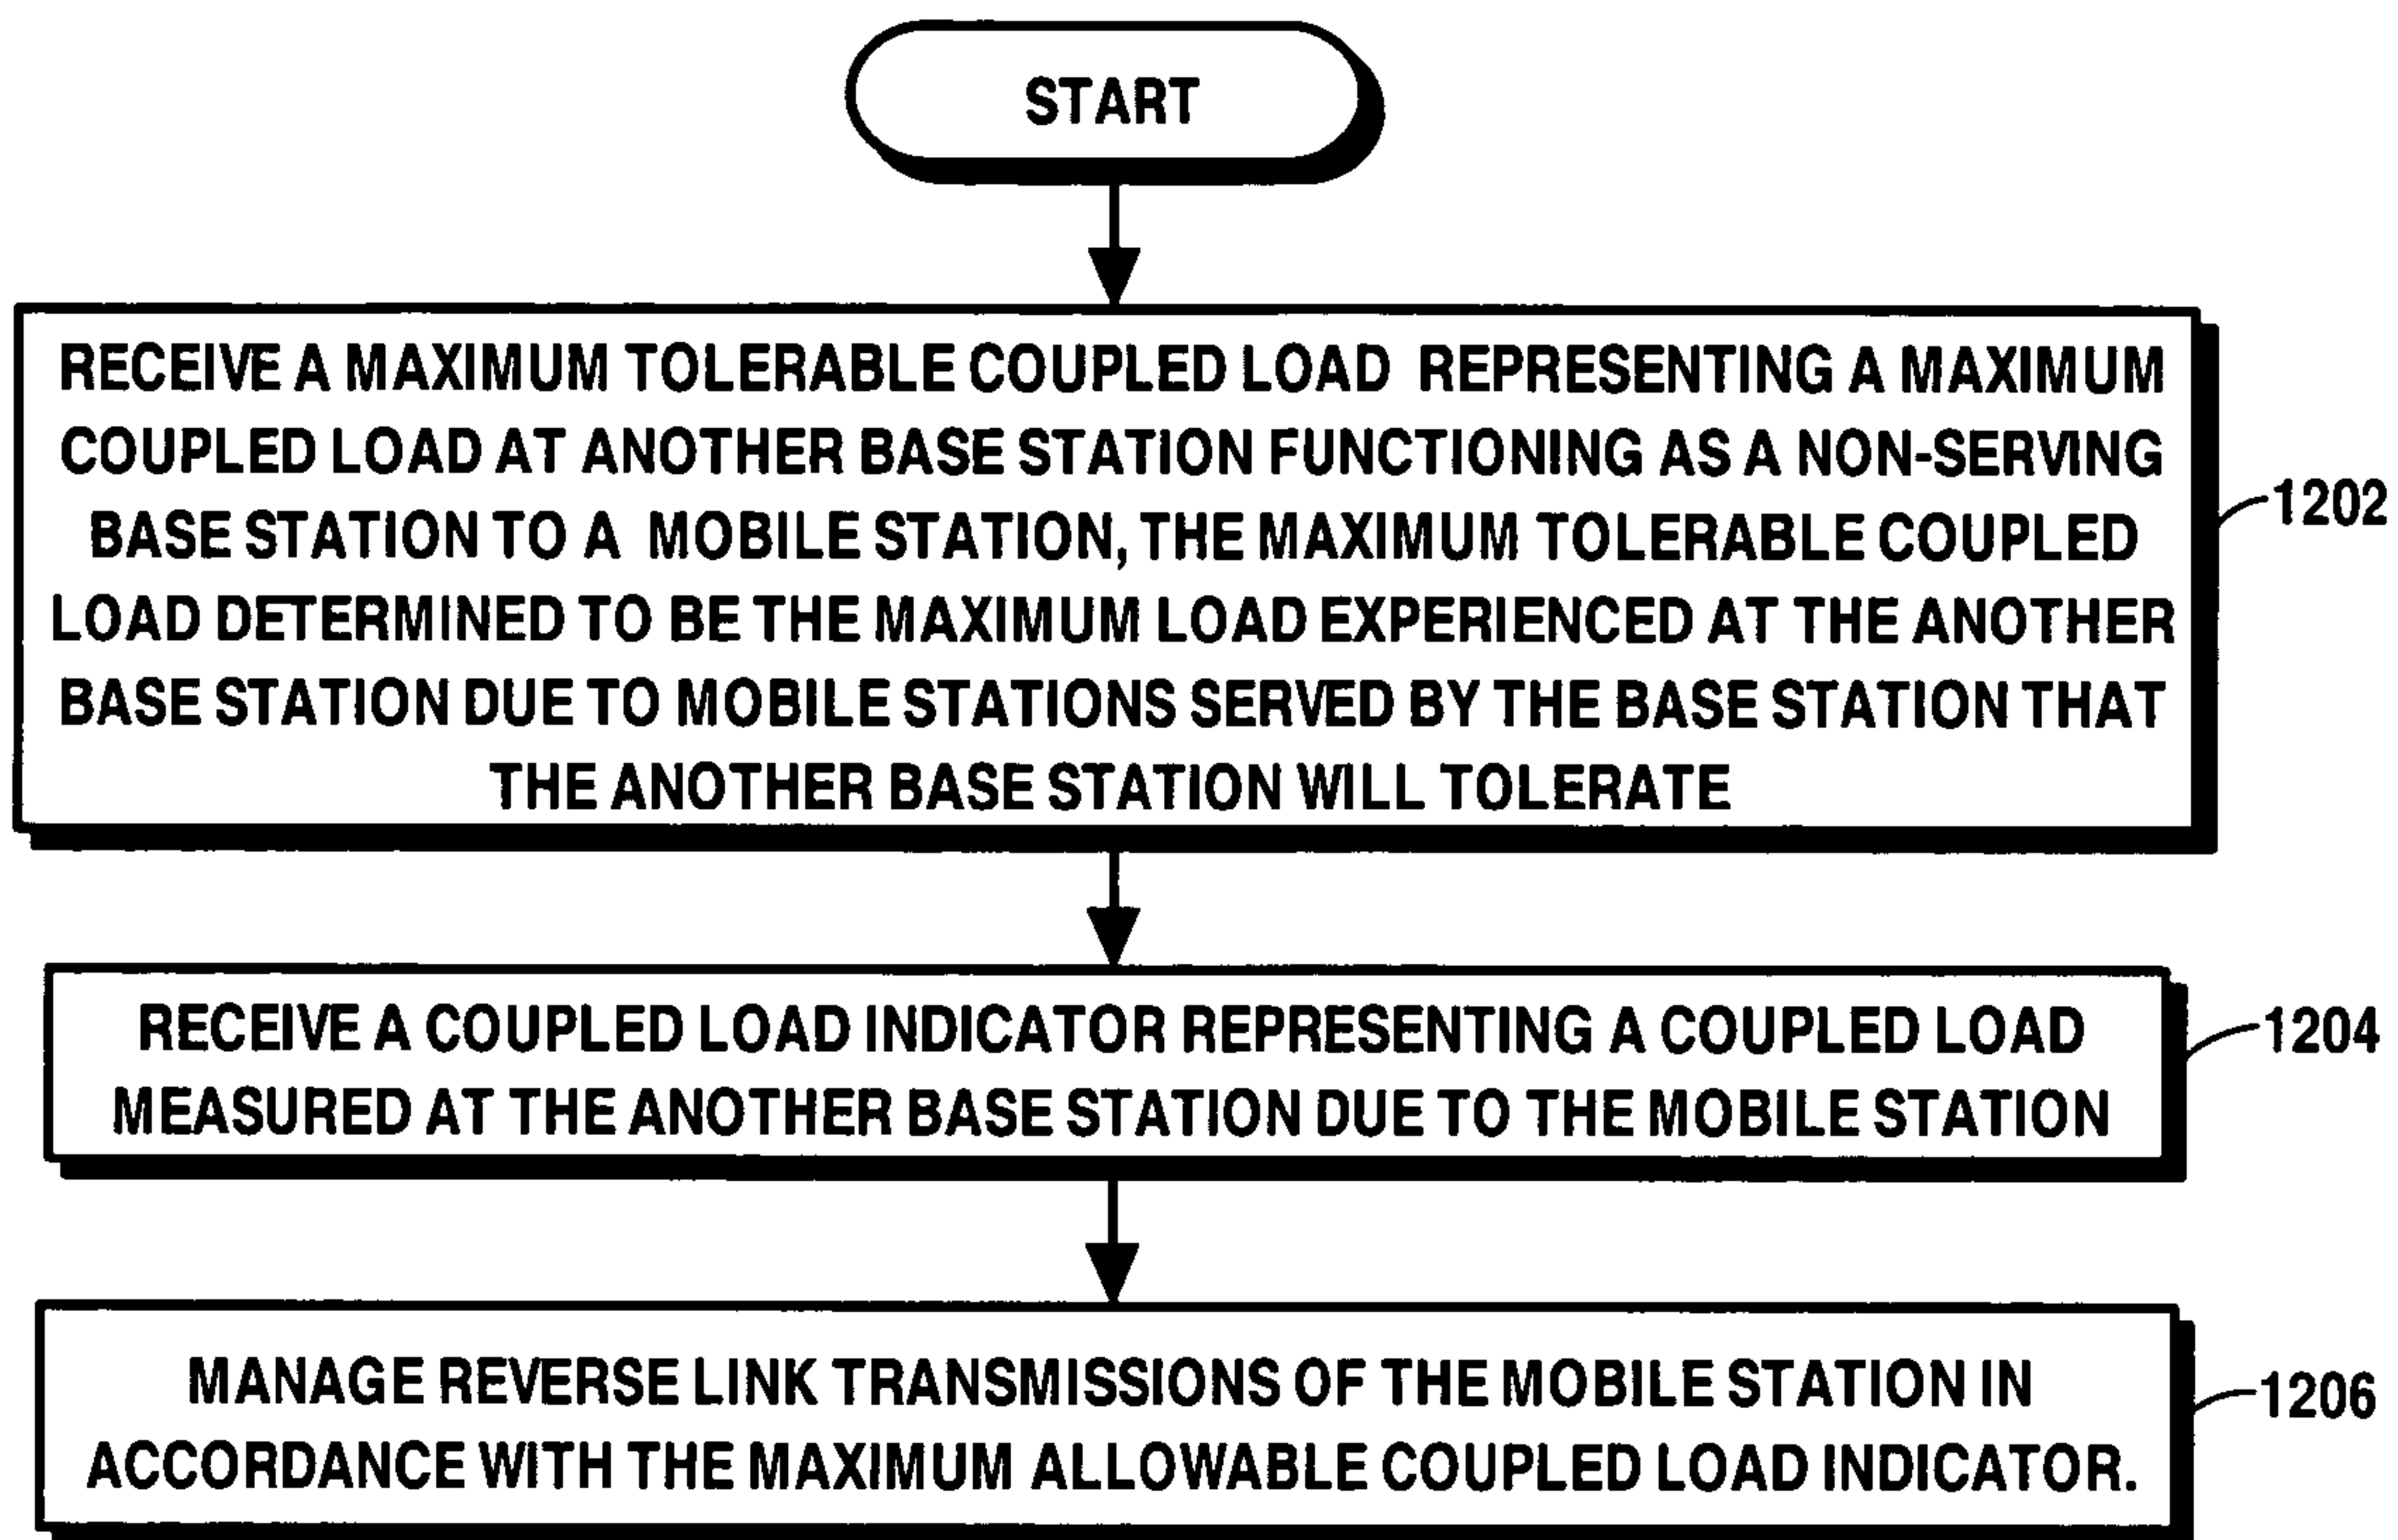 START
RECEIVE A MAXIMUM TOLERABLE COUPLED LOAD REPRESENTING A MAXIMUM
COUPLED LOAD AT ANOTHER BASE STATION FUNCTIONING AS A NON-SERVING
BASE STATION TO A MOBILE STATION, THE MAXIMUM TOLERABLE COUPLED
LOAD DETERMINED TO BE THE MAXIMUM LOAD EXPERIENCED AT THE ANOTHER
BASE STATION DUE TO MOBILE STATIONS SERVED BY THE BASE STATION THAT
THE ANOTHER BASE STATION WILL TOLERATE
1202
RECEIVE A COUPLED LOAD INDICATOR REPRESENTING A COUPLED LOAD
MEASURED AT THE ANOTHER BASE STATION DUE TO THE MOBILE STATION
1204
MANAGE REVERSE LINK TRANSMISSIONS OF THE MOBILE STATION IN
ACCORDANCE WITH THE MAXIMUM ALLOWABLE COUPLED LOAD INDICATOR.
1206